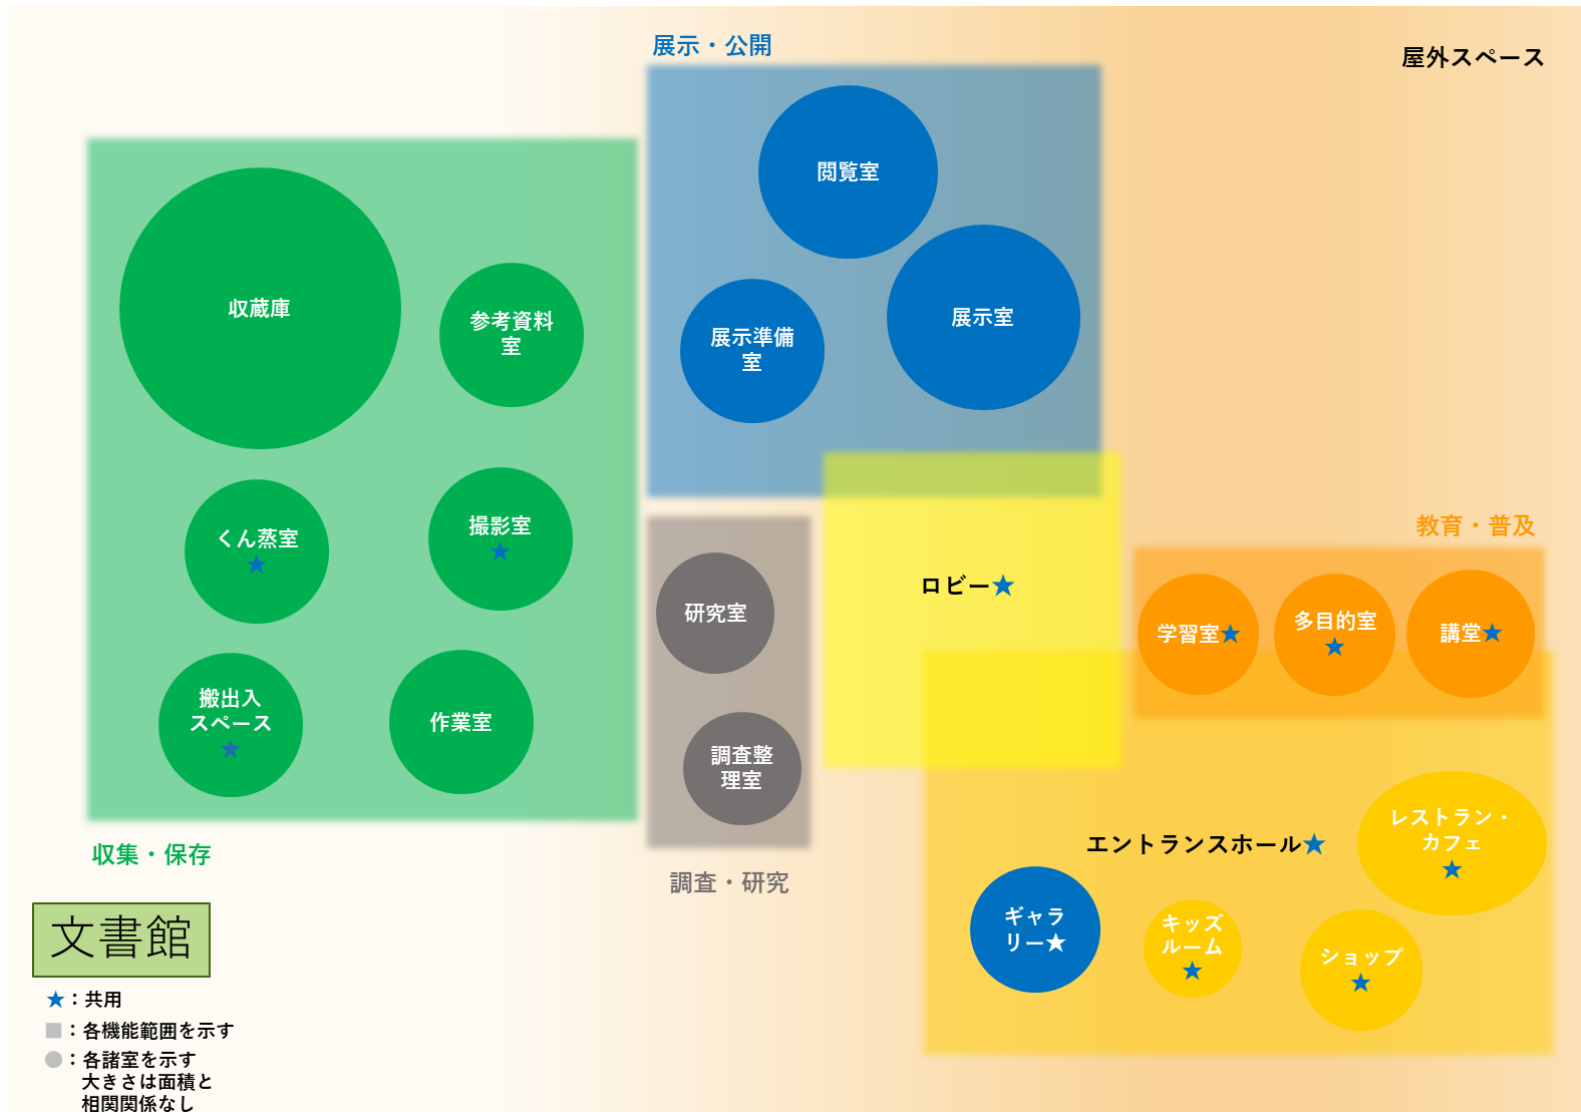 展示・公開
屋外スペース
閲覧室
展示室
展示準備
室
収蔵庫
参考資料
室
くん蒸室
★
撮影室
★
搬出入
スペース
★
作業室
収集・保存
研究室
調査整
理室
調査・研究
ロビー★
教育・普及
学習室★
多目的室
★
講堂★
エントランスホール★
レストラン・
カフェ
★
ギャラ
リー★
キッズ
ルーム
★
ショップ
★
文書館
★：共用
■：各機能範囲を示す
●：各諸室を示す
大きさは面積と
相関関係なし